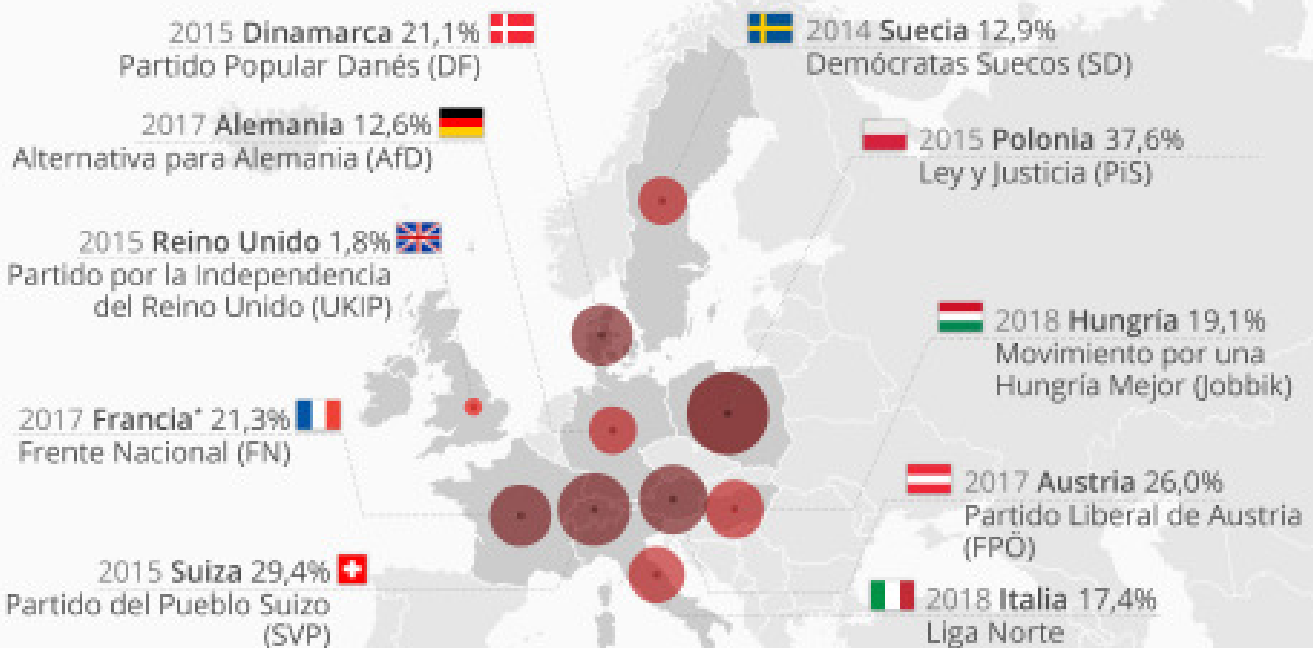 2015 Dinamarca 21,1%
Partido Popular Danés (DF)
2017 Alemania 12,6%
Alternativa para Alemania (AfD)
2015 Reino Unido 1,8%
Partido por la Independencia
del Reino Unido (UKIP)
2017 Francia* 21,3%
Frente Nacional (FN)
2015 Suiza 29,4%
Partido del Pueblo Suizo
(SVP)
2014 Suecia 12,9%
Demócratas Suecos (SD)
2015 Polonia 37,6%
Ley y Justicia (PiS)
2018 Hungría 19,1%
Movimiento por una
Hungría Mejor (Jobbik)
2017 Austria 26,0%
Partido Liberal de Austria
(FPÖ)
2018 Italia 17,4%
Liga Norte